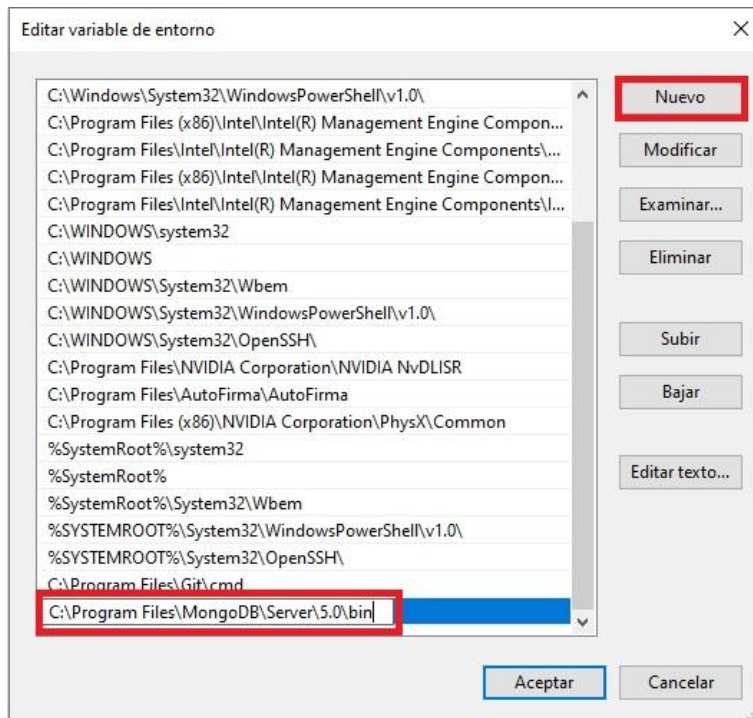 Editar variable de entorno
C:\Windows\System32\WindowsPowerShell\v1.0\
C:\Program Files (x86)\Intel\Intel(R) Management Engine Compon...
C:\Program Files\Intel\Intel(R) Management Engine Components\...
C:\Program Files (x86)\Intel\Intel(R) Management Engine Compon...
C:\Program Files\Intel\Intel(R) Management Engine Components\I...
C:\WINDOWS\system32
C:\WINDOWS
C:\WINDOWS\System32\Wbem
C:\WINDOWS\System32\WindowsPowerShell\v1.0\
C:\WINDOWS\System32\OpenSSH\
C:\Program Files\NVIDIA Corporation\NVIDIA NvDLISR
C:\Program Files\AutoFirma\AutoFirma
C:\Program Files (x86)\NVIDIA Corporation\PhysX\Common
%SystemRoot%\system32
%SystemRoot%
%SystemRoot%\System32\Wbem
%SYSTEMROOT%\System32\WindowsPowerShell\v1.0\
%SYSTEMROOT%\System32\OpenSSH\
C:\Program Files\Git\cmd
C:\Program Files\MongoDB\Server\5.0\bin
Nuevo
Modificar
Examinar...
Eliminar
Subir
Bajar
Editar texto...
Aceptar
Cancelar